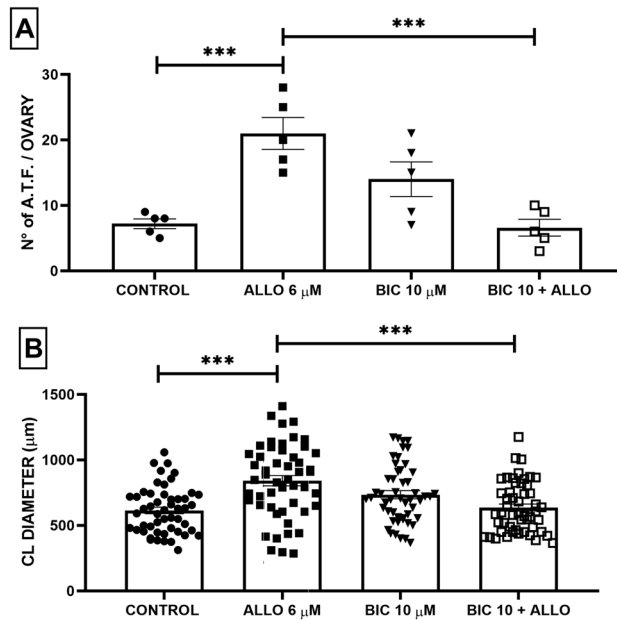 A
***
***
N° of A.T.F. / OVARY
30
20
10
0
CONTROL
ALLO 6 μM
BIC 10 μM
BIC 10 + ALLO
B
***
***
CL DIAMETER (μm)
1500
1000
500
0
CONTROL
ALLO 6 μM
BIC 10 μM
BIC 10 + ALLO